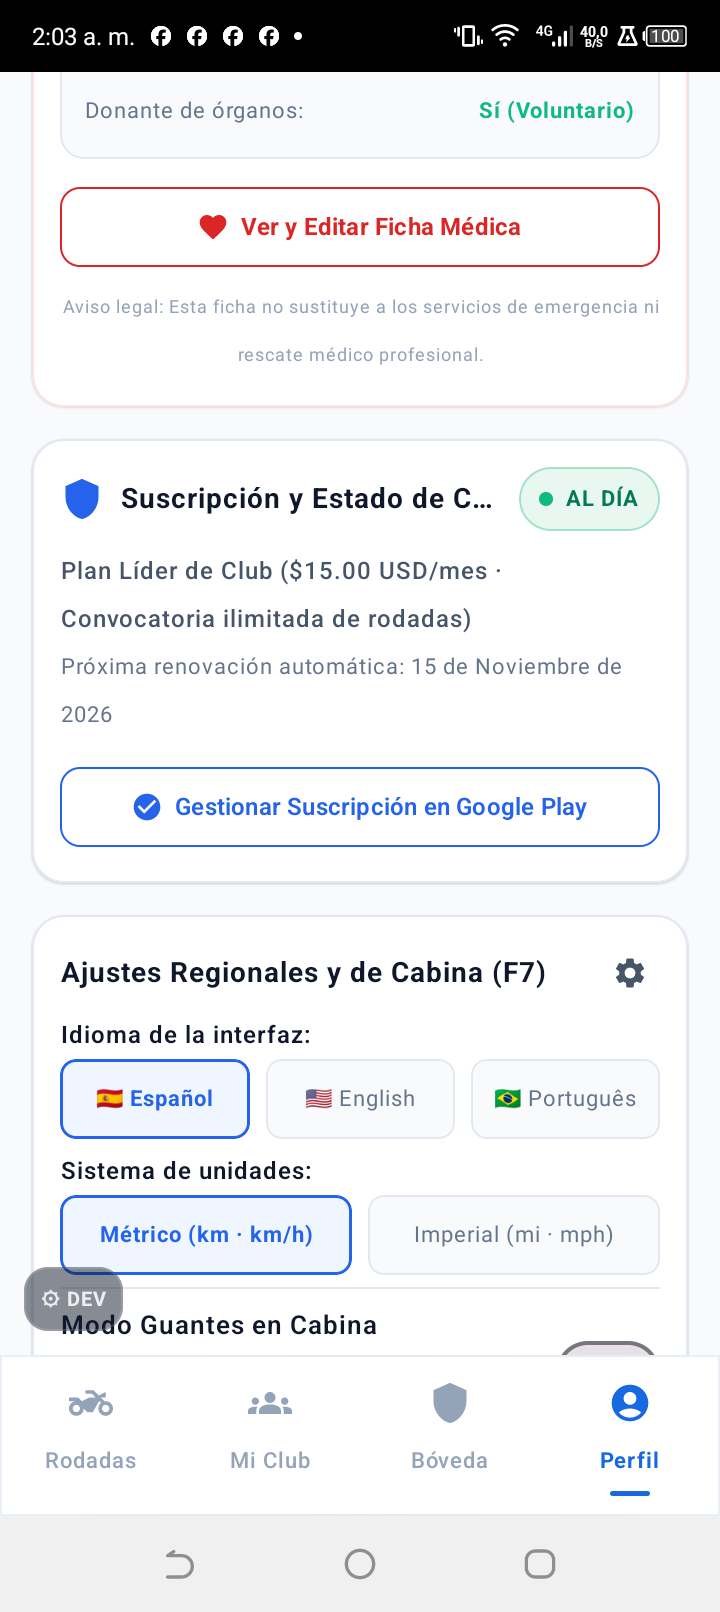 2:03 a. m.
4G
40,0
B/S
100
Donante de órganos:
Sí (Voluntario)
Ver y Editar Ficha Médica
Aviso legal: Esta ficha no sustituye a los servicios de emergencia ni
rescate médico profesional.
Suscripción y Estado de C...
AL DÍA
Plan Líder de Club ($15.00 USD/mes ·
Convocatoria ilimitada de rodadas)
Próxima renovación automática: 15 de Noviembre de
2026
Gestionar Suscripción en Google Play
Ajustes Regionales y de Cabina (F7)
Idioma de la interfaz:
Español
English
Português
Sistema de unidades:
Métrico (km · km/h)
Imperial (mi · mph)
DEV
Modo Guantes en Cabina
Rodadas
Mi Club
Bóveda
Perfil